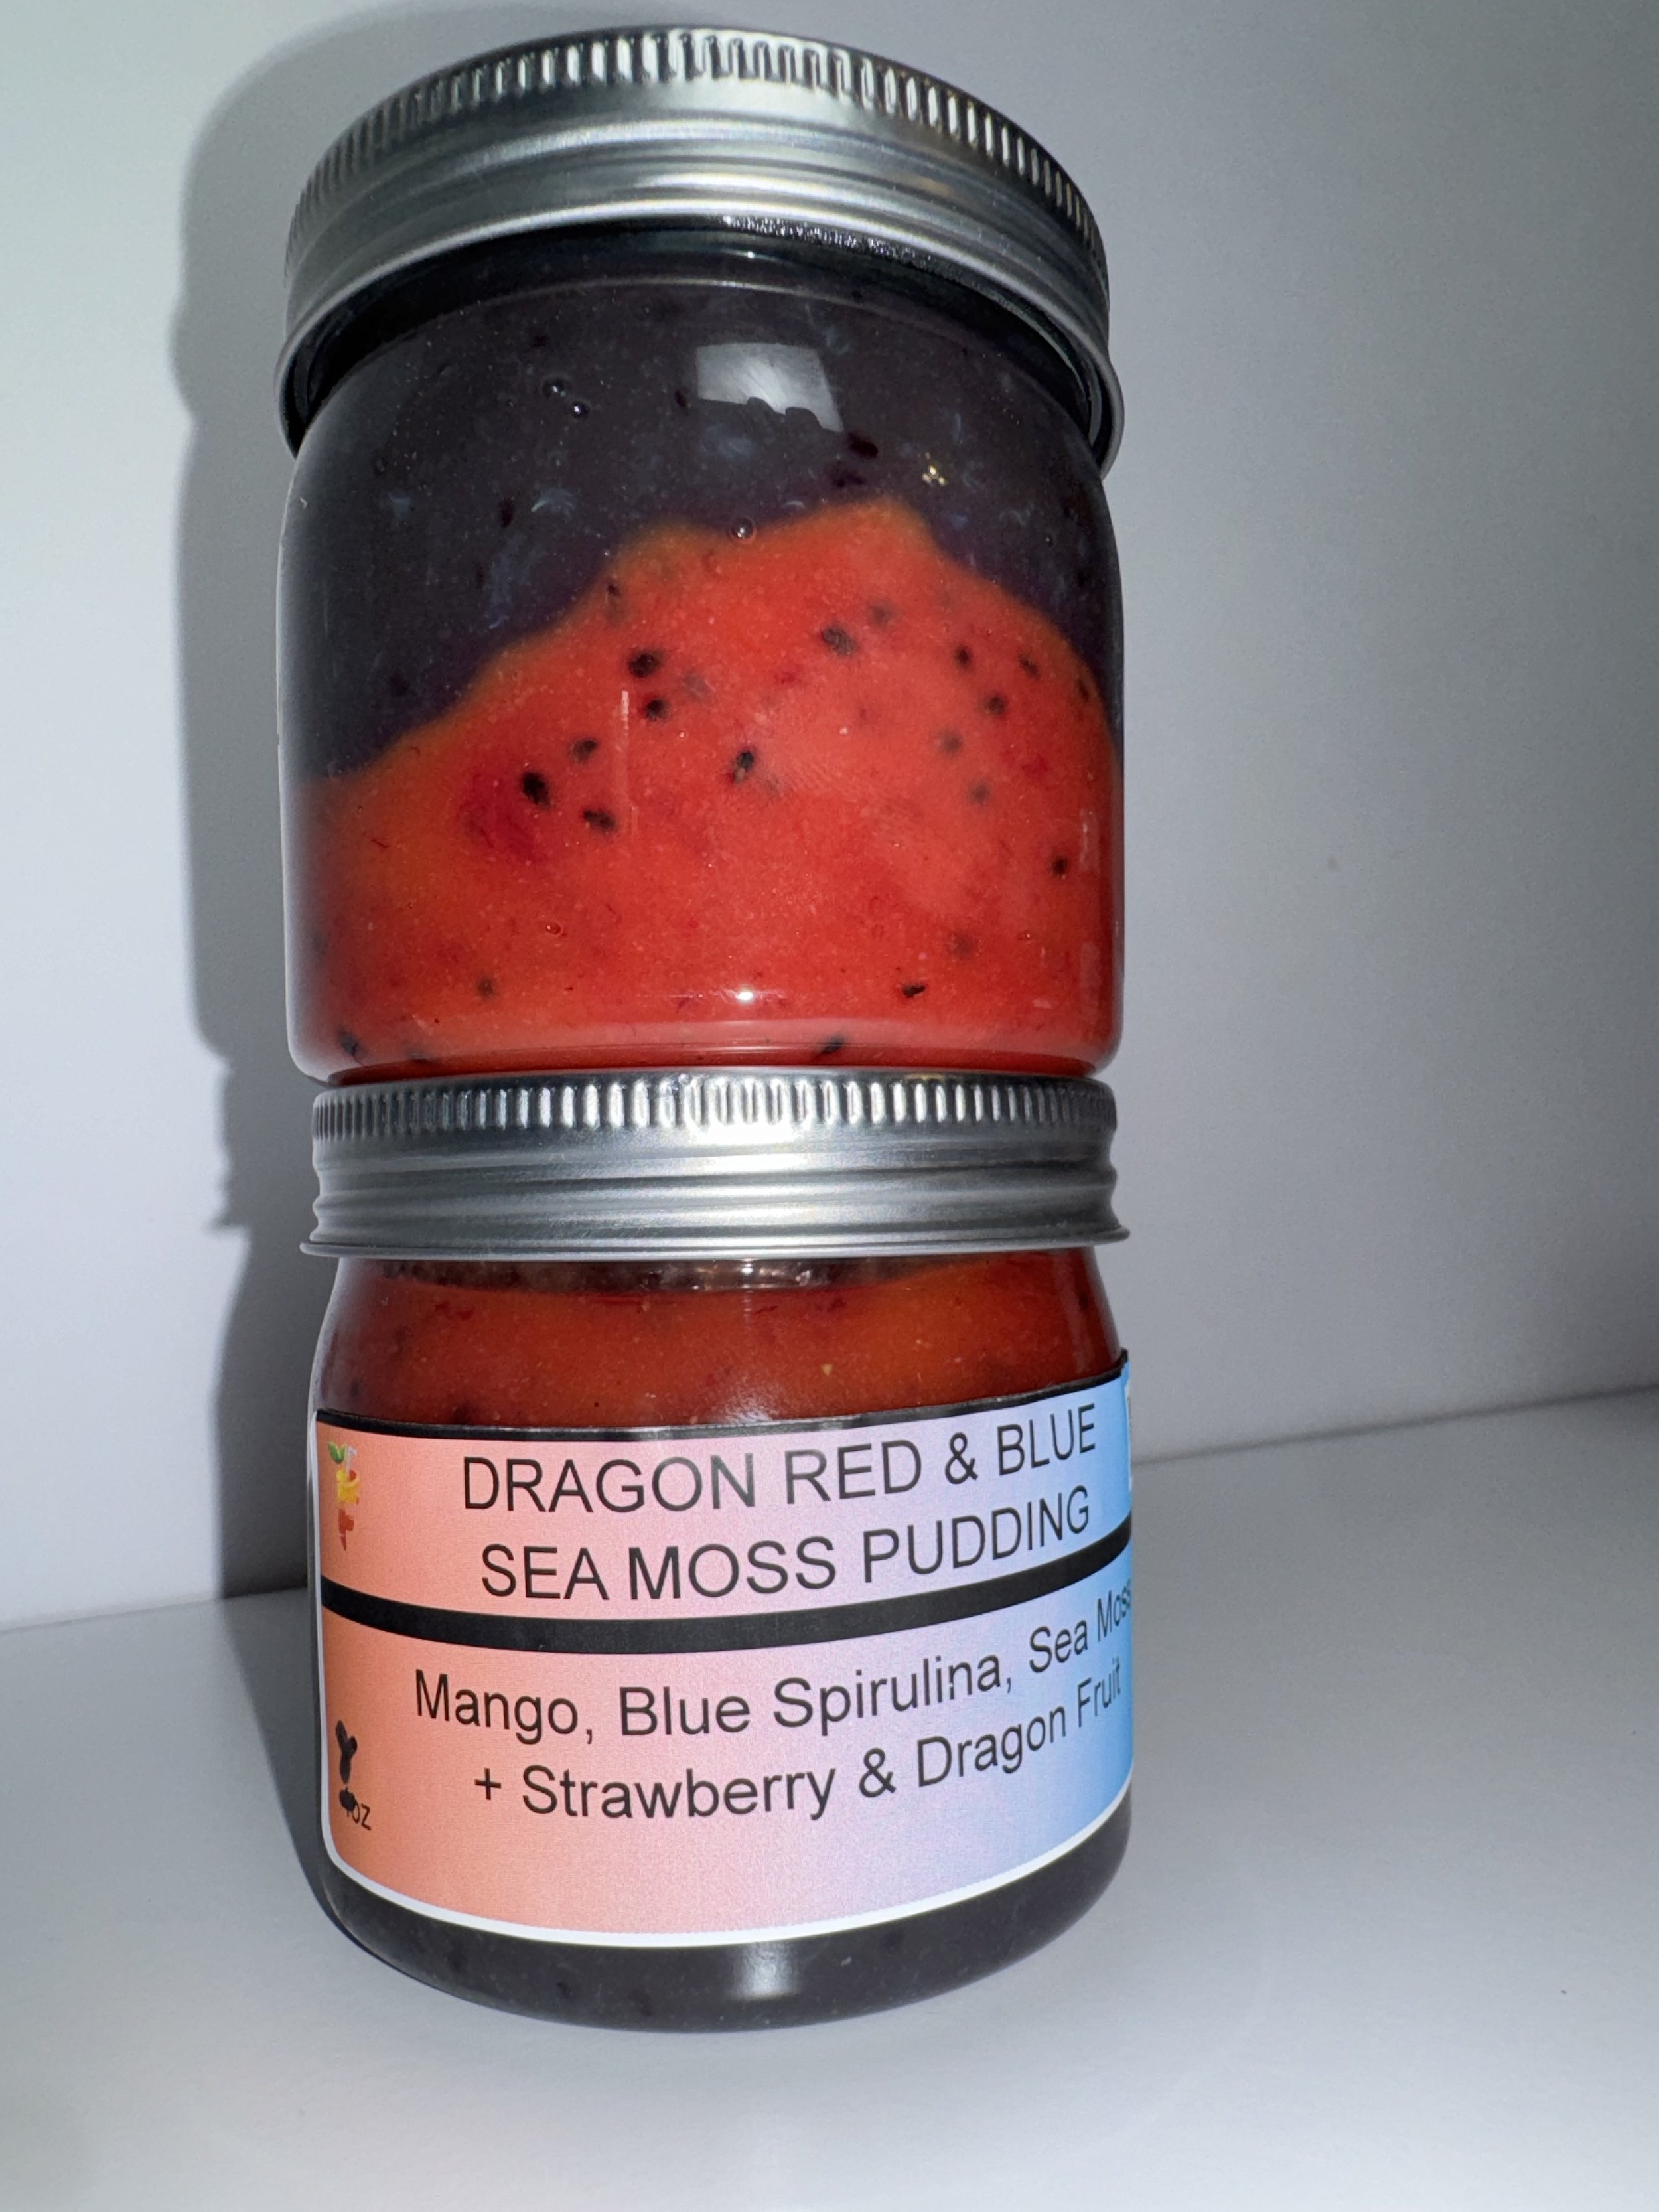 DRAGON RED & BLUE
SEA MOSS PUDDING
Mango, Blue Spirulina, Sea Moss
+ Strawberry & Dragon Fruit